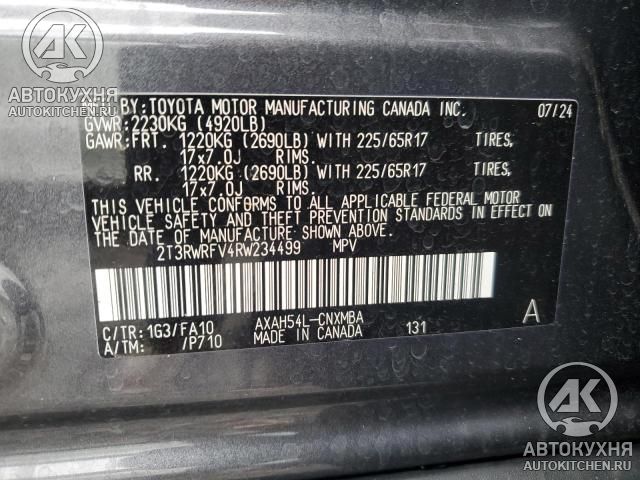 AK
АВТОКУХНЯ
AUTOKITCHEN.RU
BY: TOYOTA MOTOR MANUFACTURING CANADA INC. 07/24
GVWR: 2230KG (4920LB)
GAWR: FRT. 1220KG (2690LB) WITH 225/65R17 TIRES,
17x7.0J RIMS.
RR. 1220KG (2690LB) WITH 225/65R17 TIRES,
17x7.0J RIMS.
THIS VEHICLE CONFORMS TO ALL APPLICABLE FEDERAL MOTOR
VEHICLE SAFETY AND THEFT PREVENTION STANDARDS IN EFFECT ON
THE DATE OF MANUFACTURE SHOWN ABOVE.
2T3RWRFV4RW234499 MPV
C/TR: 1G3/FA10 AXAH54L-CNXMBA 131 A
A/TM: /P710 MADE IN CANADA
AK
АВТОКУХНЯ
AUTOKITCHEN.RU